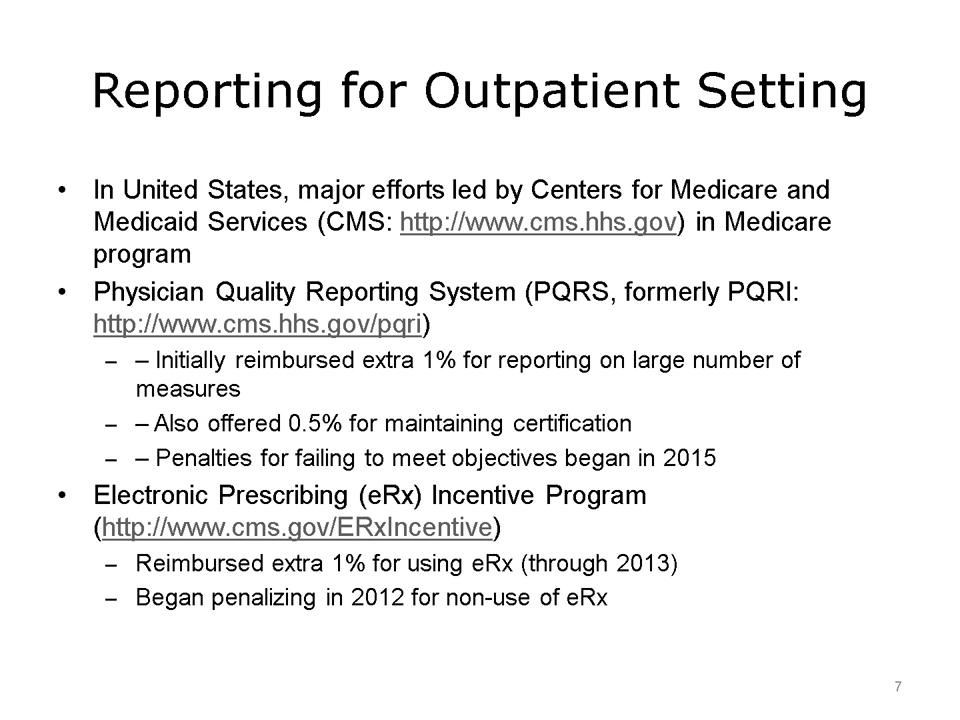 Reporting for Outpatient Setting
• In United States, major efforts led by Centers for Medicare and
Medicaid Services (CMS: http://www.cms.hhs.gov) in Medicare
program
• Physician Quality Reporting System (PQRS, formerly PQRI:
http://www.cms.hhs.gov/pqri)
– – Initially reimbursed extra 1% for reporting on large number of
measures
– – Also offered 0.5% for maintaining certification
– – Penalties for failing to meet objectives began in 2015
• Electronic Prescribing (eRx) Incentive Program
(http://www.cms.gov/ERxIncentive)
– Reimbursed extra 1% for using eRx (through 2013)
– Began penalizing in 2012 for non-use of eRx
7